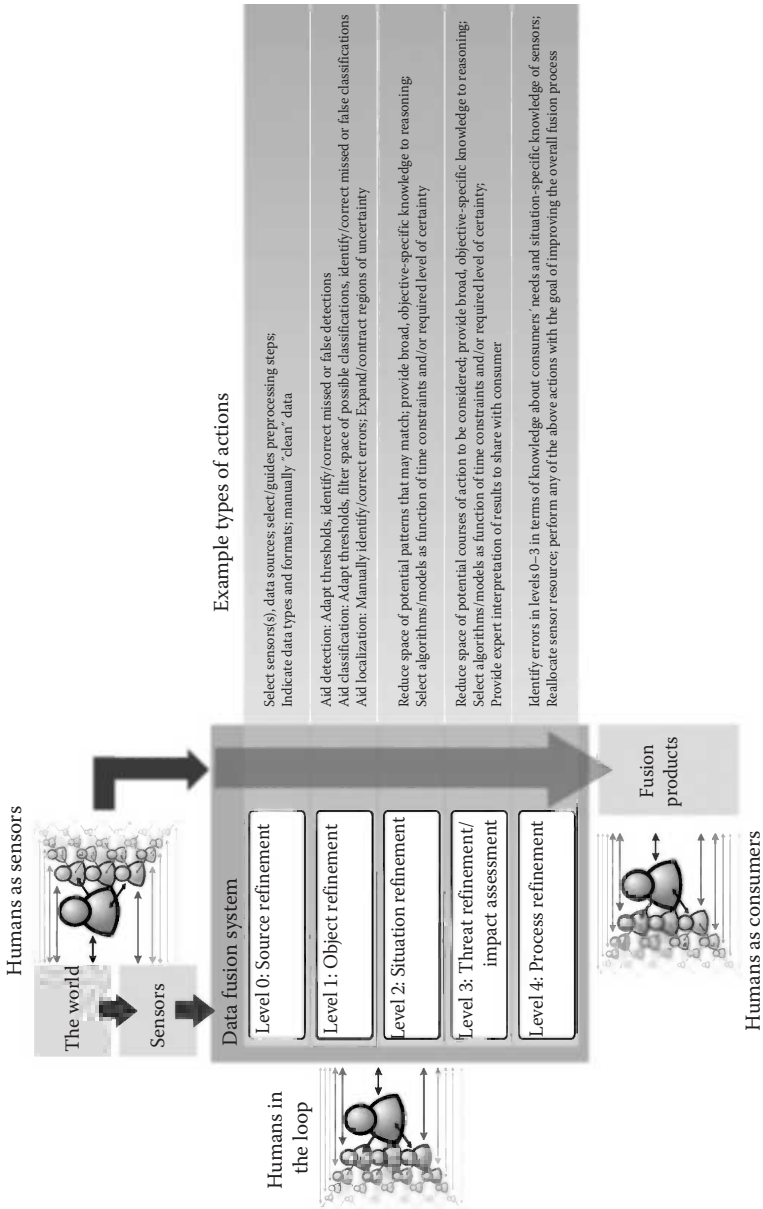 Humans as sensors
The world
Sensors
Humans in
the loop
Data fusion system
Level 0: Source refinement
Level 1: Object refinement
Level 2: Situation refinement
Level 3: Threat refinement/
impact assessment
Level 4: Process refinement
Fusion
products
Humans as consumers
Example types of actions
Select sensors(s), data sources; select/guides preprocessing steps;
Indicate data types and formats; manually "clean" data
Aid detection: Adapt thresholds, identify/correct missed or false detections
Aid classification: Adapt thresholds, filter space of possible classifications, identify/correct missed or false classifications
Aid localization: Manually identify/correct errors; Expand/contract regions of uncertainty
Reduce space of potential patterns that may match; provide broad, objective-specific knowledge to reasoning;
Select algorithms/models as function of time constraints and/or required level of certainty
Reduce space of potential courses of action to be considered; provide broad, objective-specific knowledge to reasoning;
Select algorithms/models as function of time constraints and/or required level of certainty;
Provide expert interpretation of results to share with consumer
Identify errors in levels 0–3 in terms of knowledge about consumers' needs and situation-specific knowledge of sensors;
Reallocate sensor resource; perform any of the above actions with the goal of improving the overall fusion process